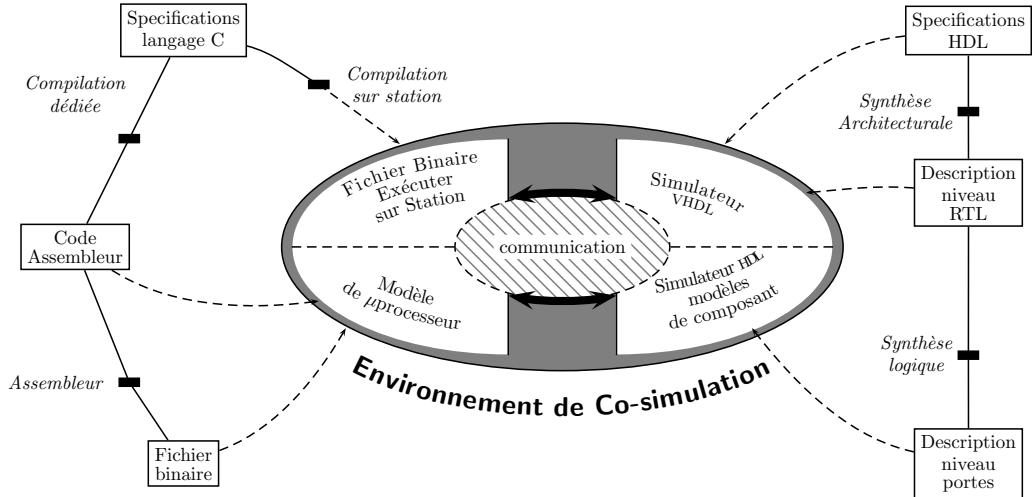 Specifications
langage C
Compilation
dédiée
Compilation
sur station
Code
Assembleur
Assembleur
Fichier
binaire
Fichier Binaire
Exécuter
sur Station
Simulateur
VHDL
communication
Modèle
de µprocesseur
Simulateur HDL
modèles
de composant
Environnement de Co-simulation
Specifications
HDL
Synthèse
Architecturale
Description
niveau
RTL
Synthèse
logique
Description
niveau
portes